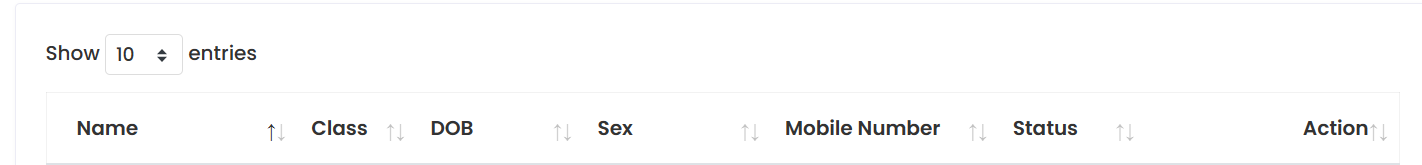 Show 10 entries
Name Class DOB Sex Mobile Number Status Action